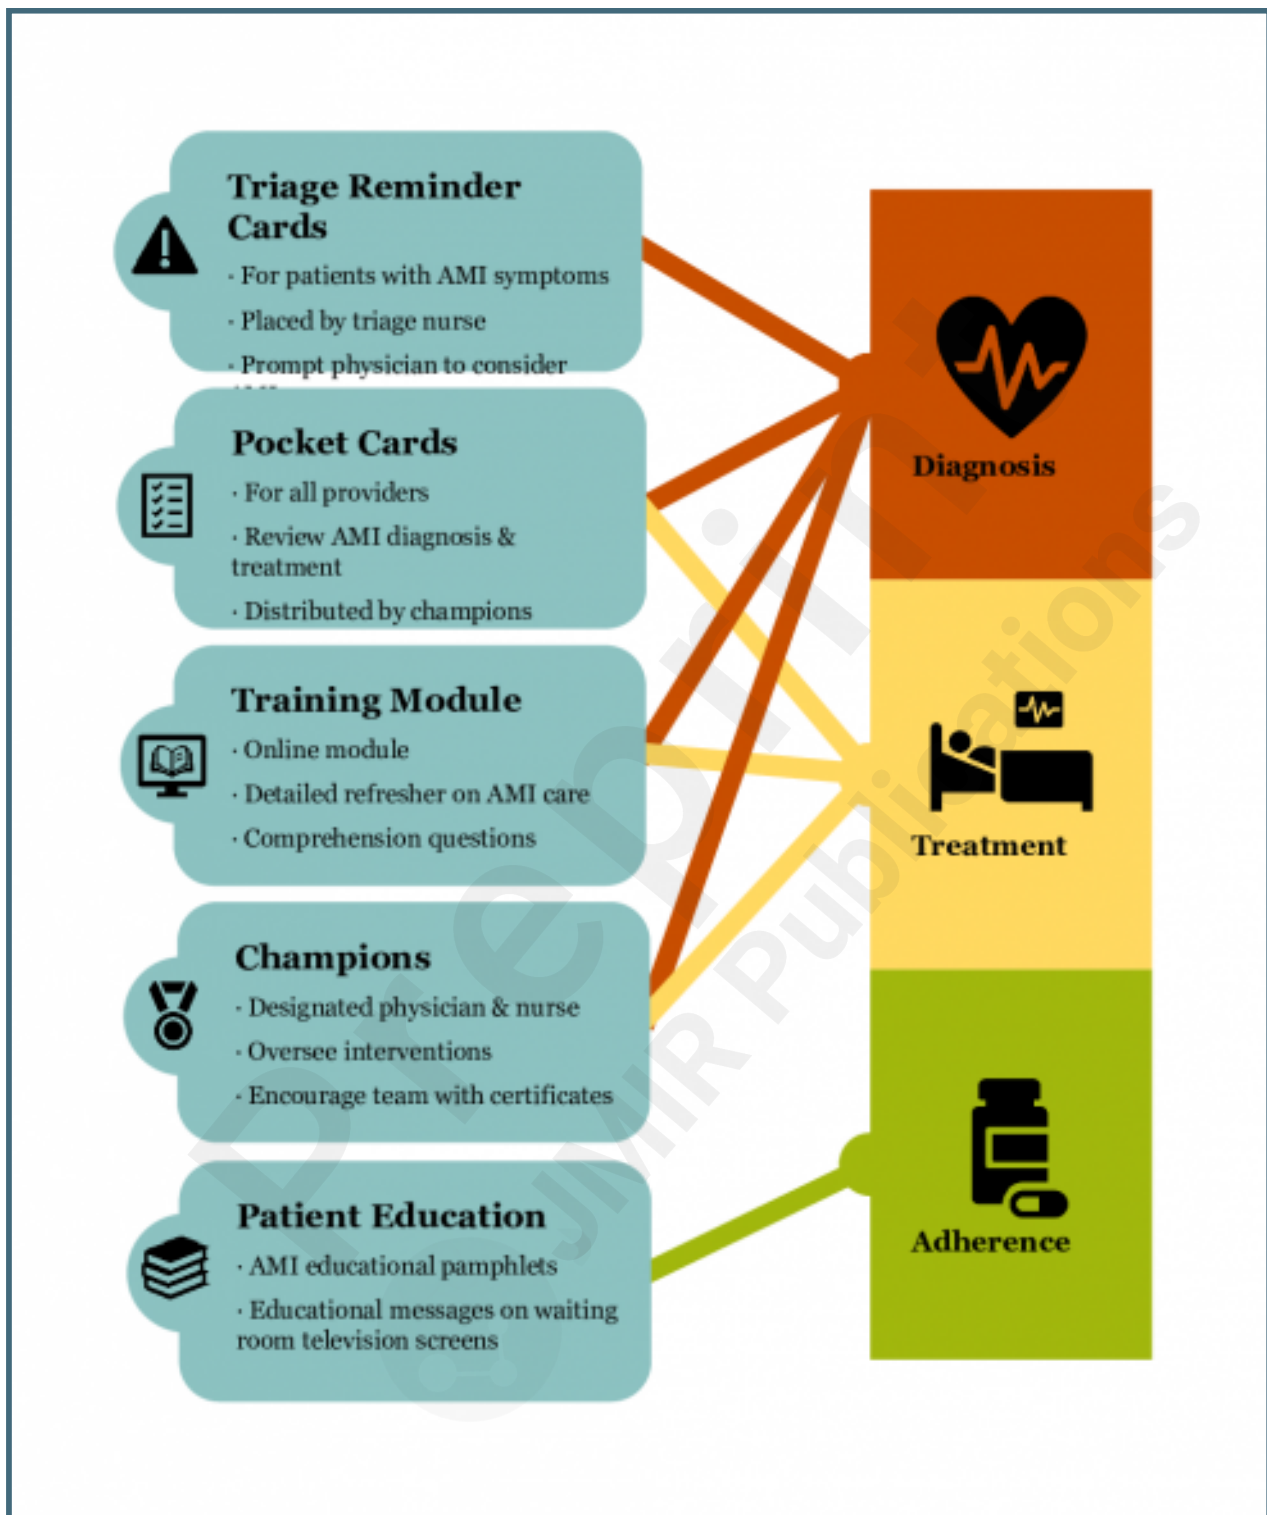 Triage Reminder
Cards
· For patients with AMI symptoms
· Placed by triage nurse
· Prompt physician to consider
Pocket Cards
· For all providers
· Review AMI diagnosis &
treatment
· Distributed by champions
Training Module
· Online module
· Detailed refresher on AMI care
· Comprehension questions
Champions
· Designated physician & nurse
· Oversee interventions
· Encourage team with certificates
Patient Education
· AMI educational pamphlets
· Educational messages on waiting
room television screens
Diagnosis
Treatment
Adherence
Preprint
JMIR Publications